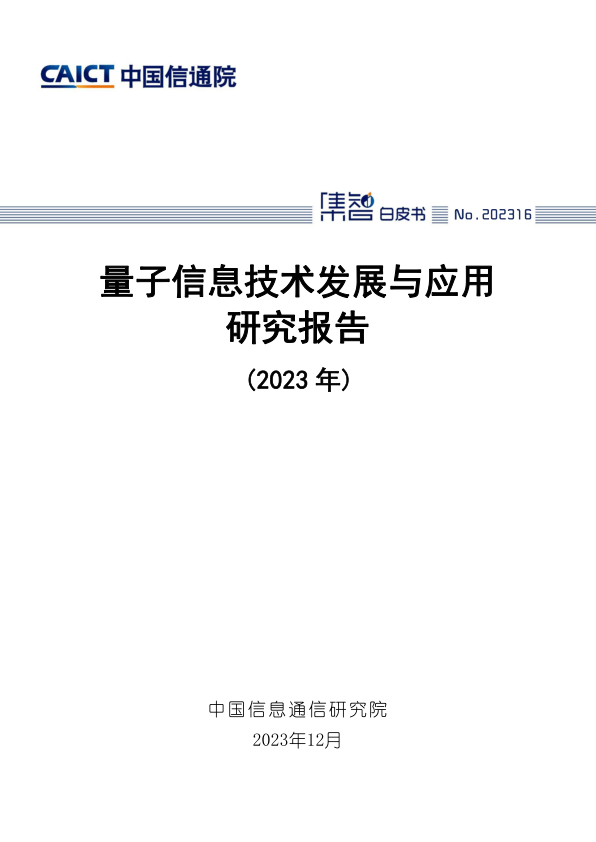 CAICT 中国信通院
集智白皮书 No.202316
量子信息技术发展与应用
研究报告
(2023 年)
中国信息通信研究院
2023年12月